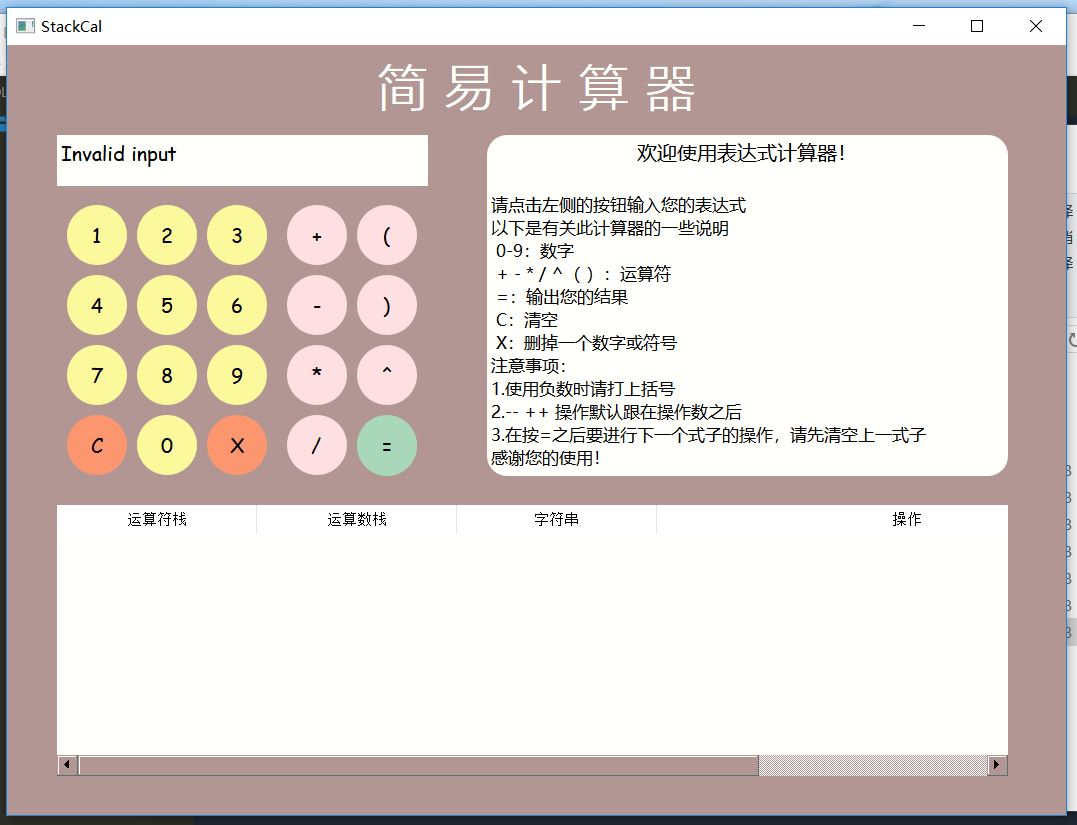 StackCal
简易计算器
Invalid input
欢迎使用表达式计算器！
请点击左侧的按钮输入您的表达式
以下是有关此计算器的一些说明
0-9：数字
+ - * / ^ ( ) ：运算符
=：输出您的结果
C：清空
X：删掉一个数字或符号
注意事项：
1.使用负数时请打上括号
2.-- ++ 操作默认跟在操作数之后
3.在按=之后要进行下一个式子的操作，请先清空上一式子
感谢您的使用！
1 2 3 + (
4 5 6 - )
7 8 9 * ^
C 0 X / =
运算符栈 运算数栈 字符串 操作